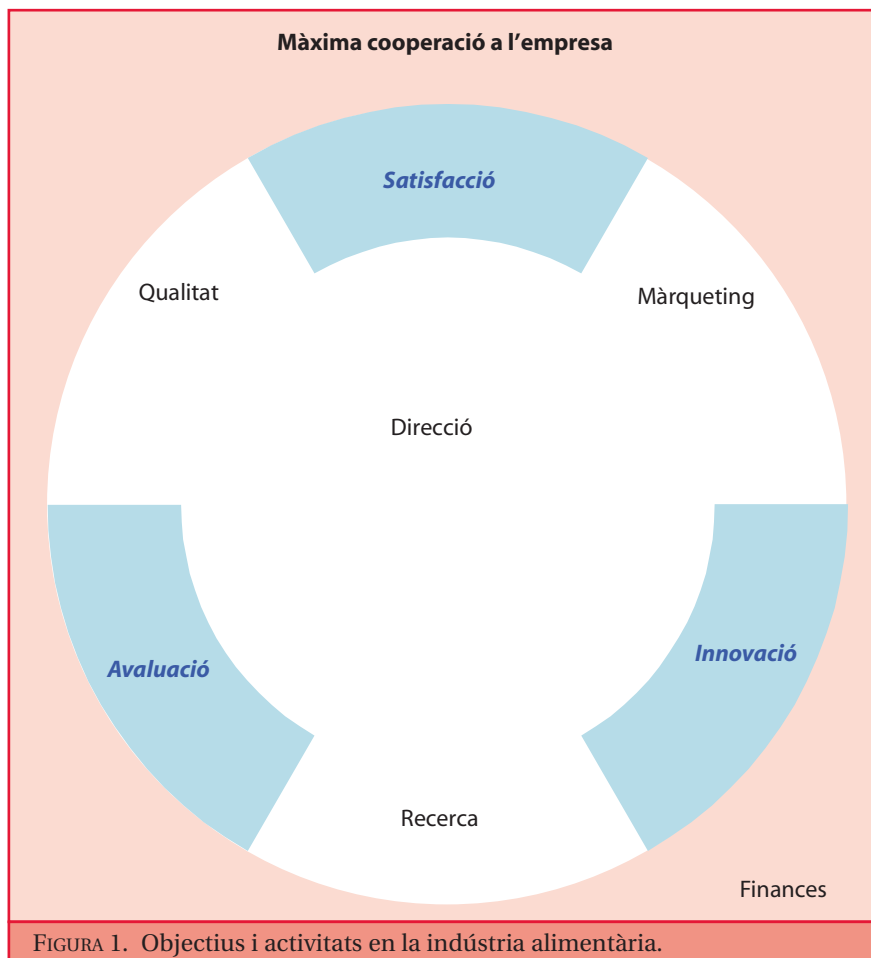 Màxima cooperació a l'empresa
Satisfacció
Qualitat
Màrqueting
Direcció
Avaluació
Innovació
Recerca
Finances
FIGURA 1. Objectius i activitats en la indústria alimentària.